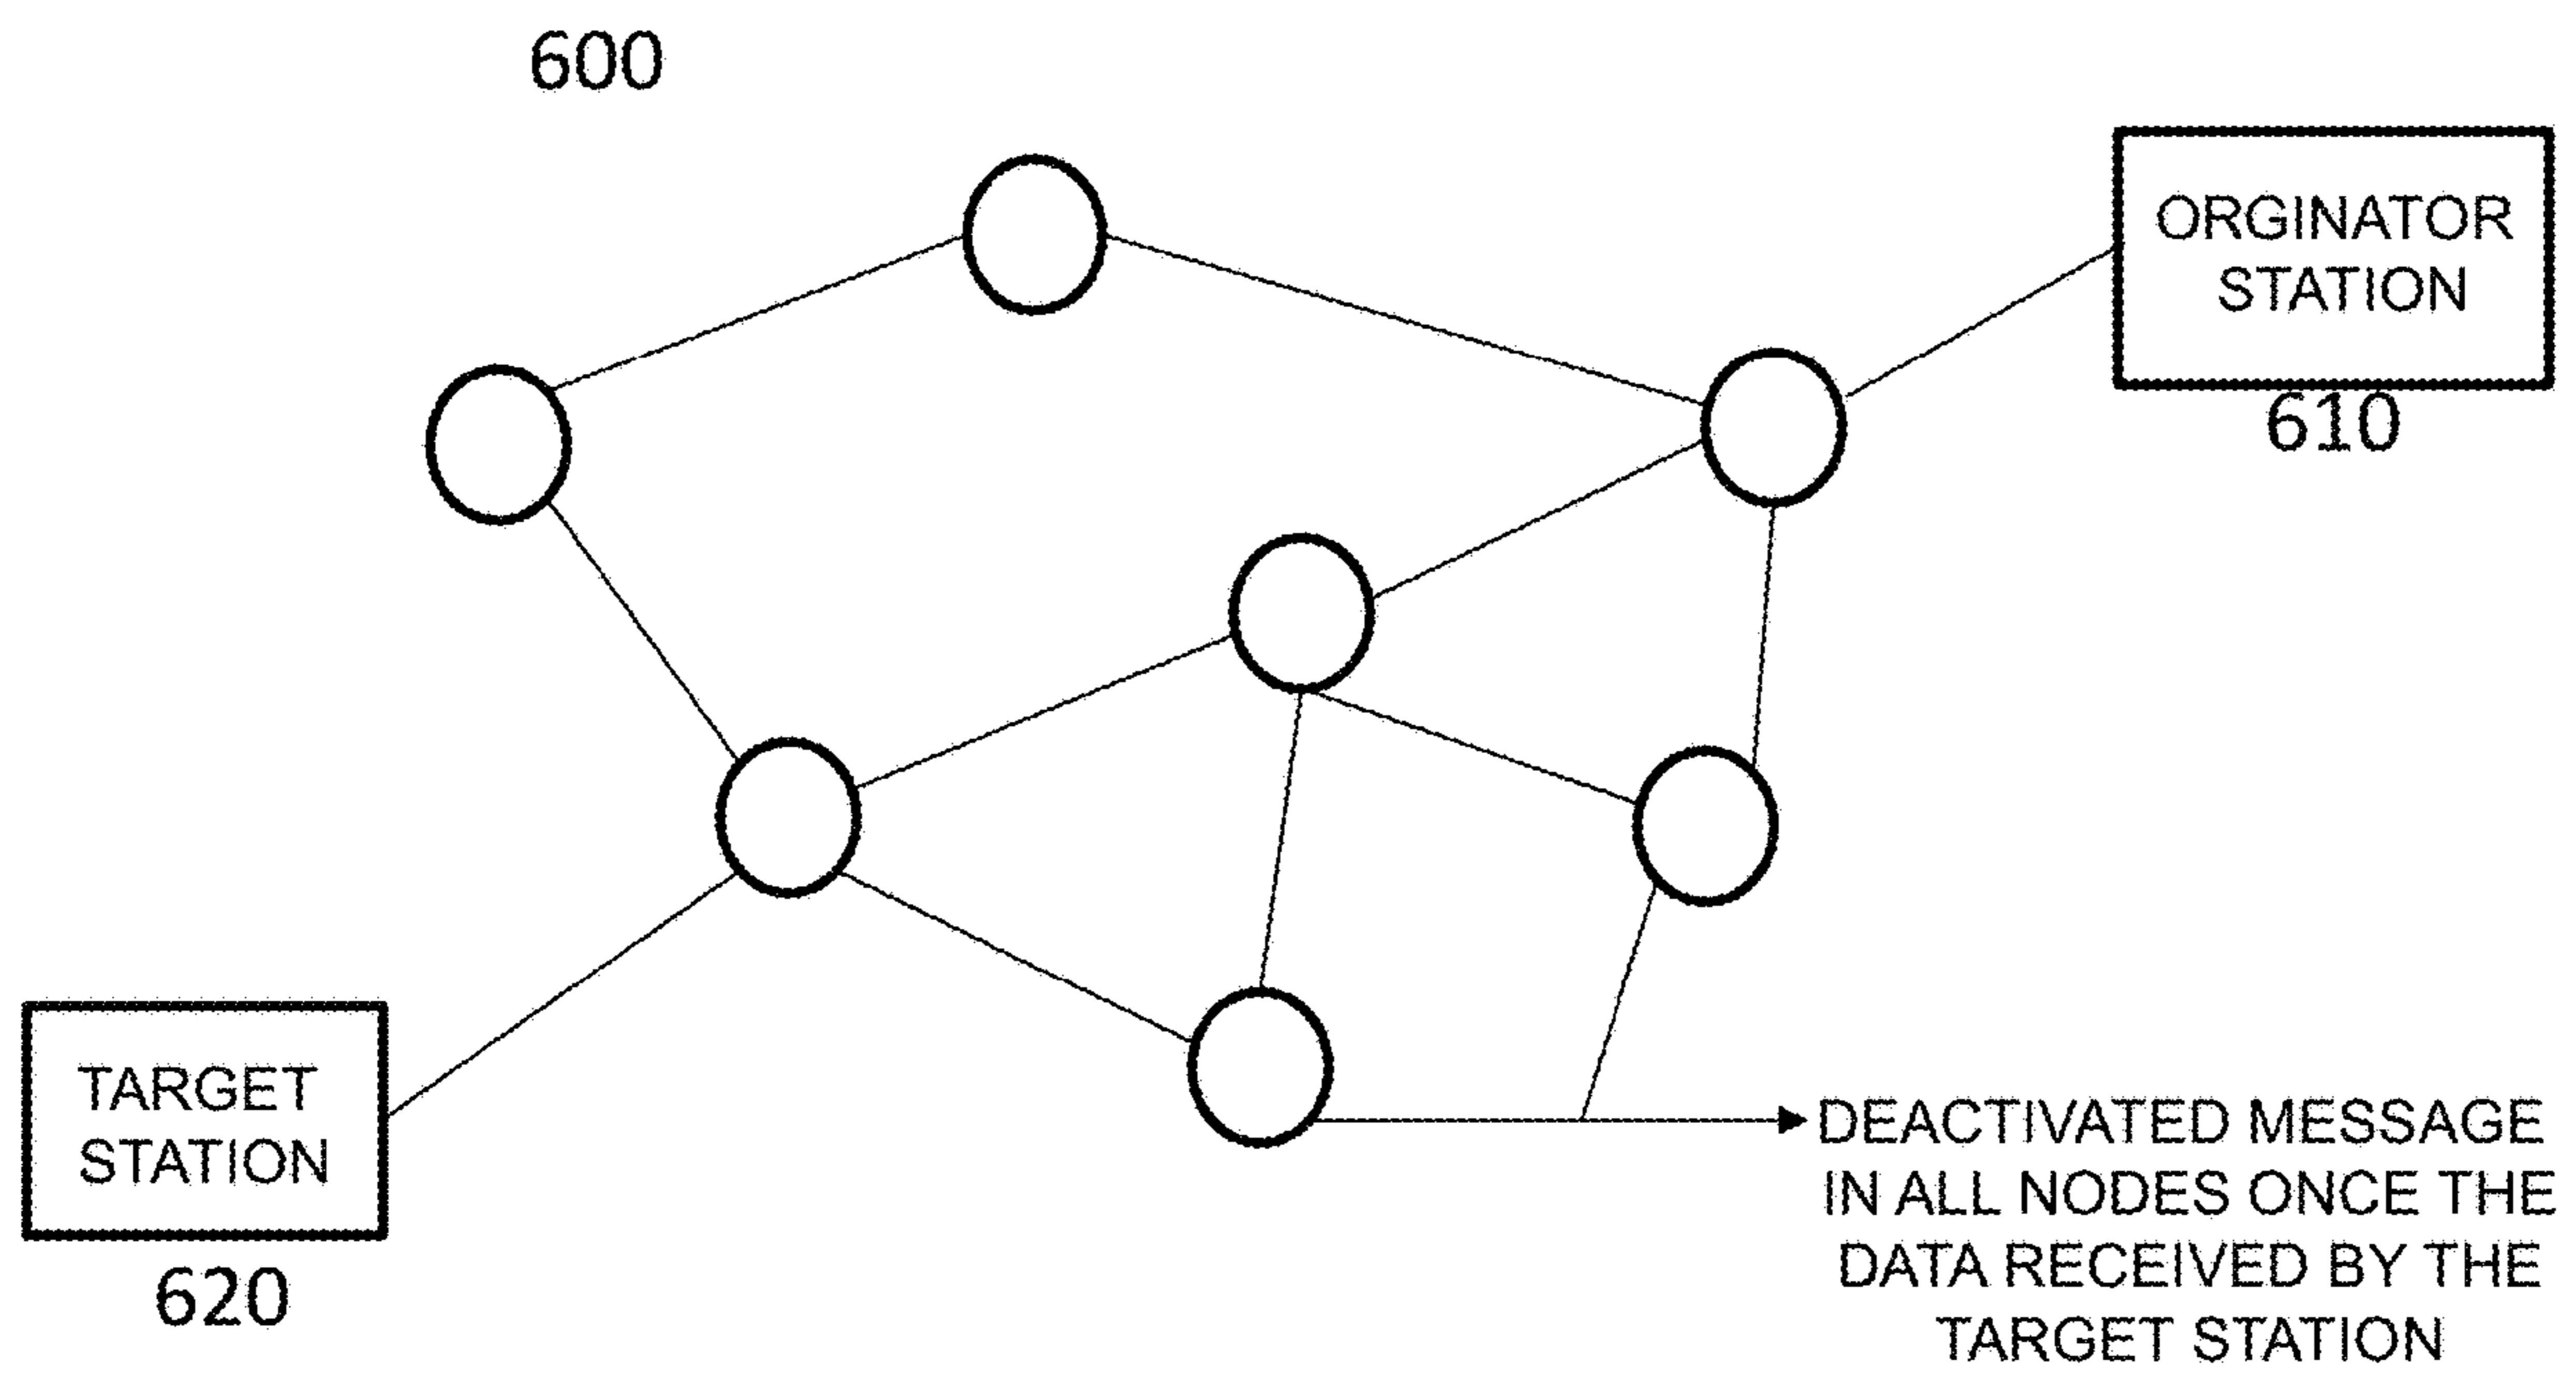 600
ORGINATOR
STATION
610
TARGET
STATION
620
DEACTIVATED MESSAGE
IN ALL NODES ONCE THE
DATA RECEIVED BY THE
TARGET STATION